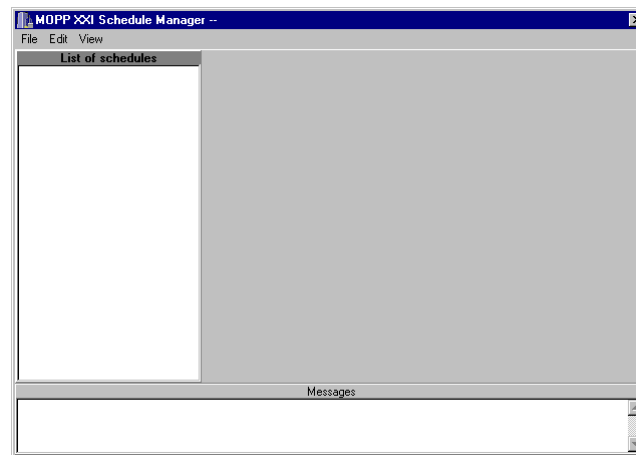 MOPP XXI Schedule Manager --
File Edit View
List of schedules
Messages